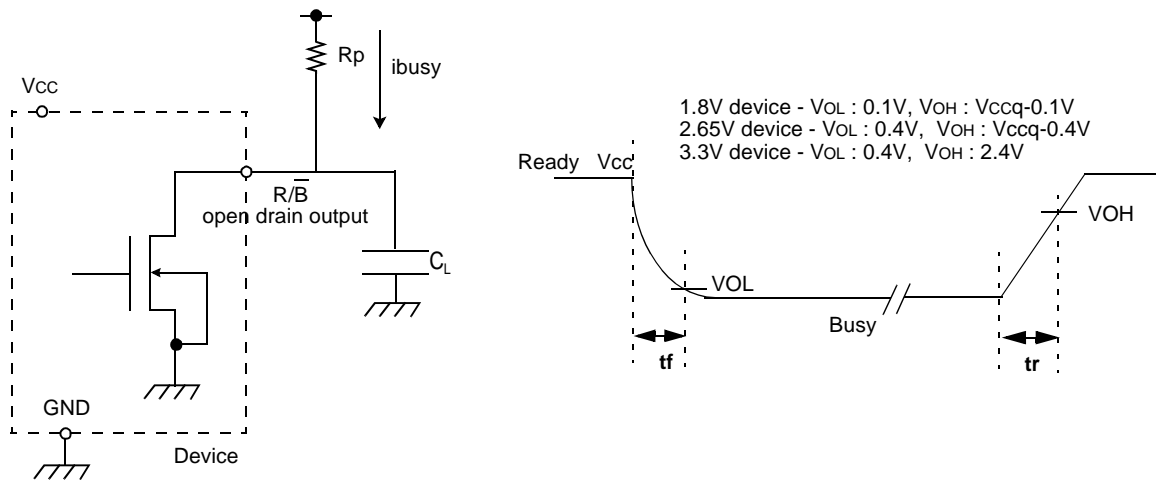 Rp
ibusy
VCC
R/B̅
open drain output
CL
GND
Device
1.8V device - VOL : 0.1V, VOH : VCCq-0.1V
2.65V device - VOL : 0.4V, VOH : Vccq-0.4V
3.3V device - VOL : 0.4V, VOH : 2.4V
Ready Vcc
VOH
VOL
Busy
tf
tr